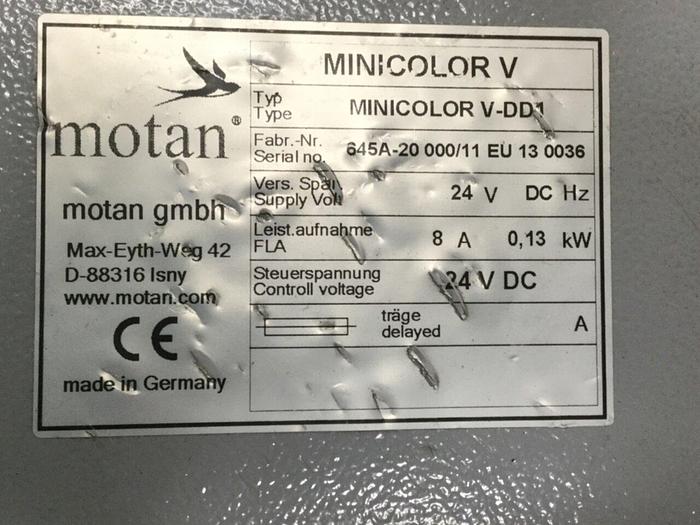 motan®
motan gmbh
Max-Eyth-Weg 42
D-88316 Isny
www.motan.com
CE
made in Germany
MINICOLOR V
Typ
Type
MINICOLOR V-DD1
Fabr.-Nr.
Serial no.
645A-20 000/11 EU 13 0036
Vers. Span.
Supply Volt
24 V DC Hz
Leist.aufnahme
FLA
8 A 0,13 kW
Steuerspannung
Controll voltage
24 V DC
träge
delayed
A